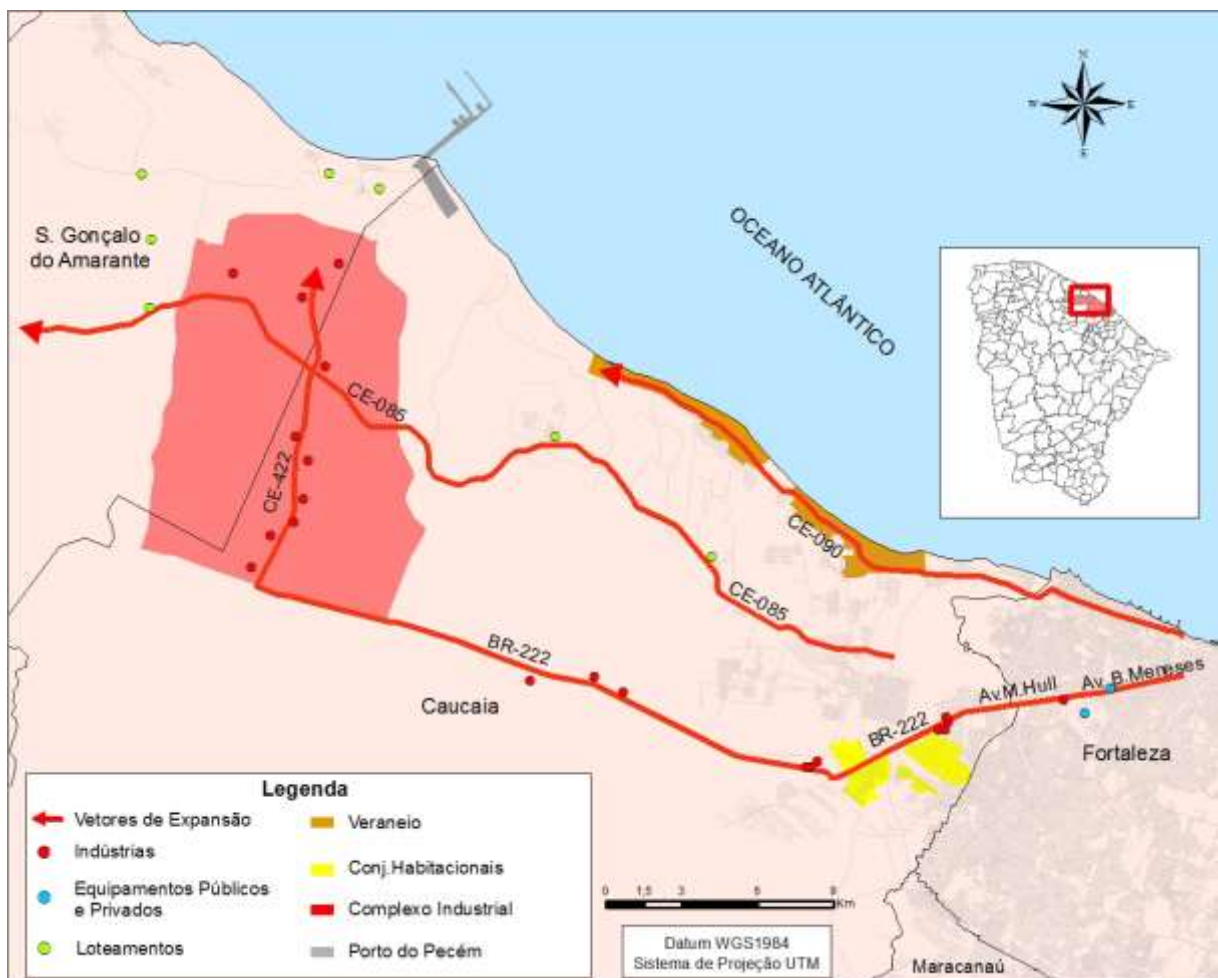 N
W
E
S
S. Gonçalo
do Amarante
OCEANO ATLÂNTICO
CE-085
CE-422
CE-090
CE-085
BR-222
Caucaia
BR-222
Av.M.Hull
Av. B.Meneses
Fortaleza
Legenda
Vetores de Expansão
Indústrias
Equipamentos Públicos
e Privados
Loteamentos
Veraneio
Conj.Habitacionais
Complexo Industrial
Porto do Pecém
0 1,5 3 6 9
Km
Datum WGS1984
Sistema de Projeção UTM
Maracanaú